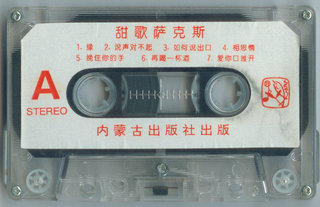 甜歌萨克斯
1. 缘 2. 说声对不起 3. 如何说出口 4. 相思情
5. 挽住你的手 6. 再喝一杯酒 7. 爱你口难开
A
STEREO
内蒙古出版社出版